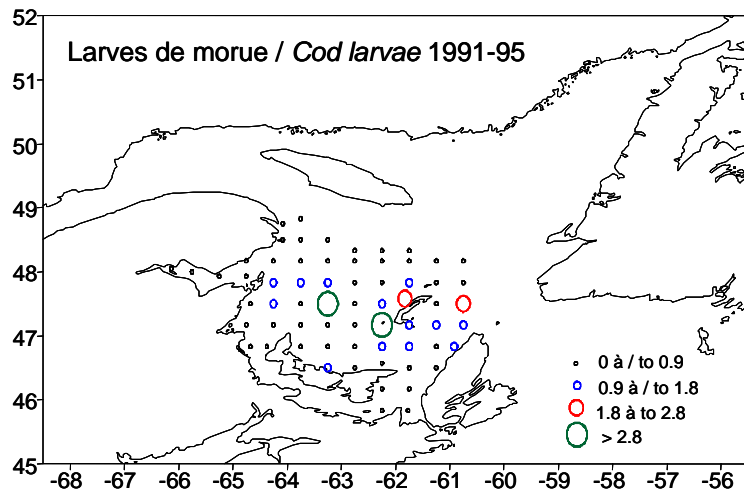 52
Larves de morue / Cod larvae 1991-95
51
50
49
48
47
46
45
0 à / to 0.9
0.9 à / to 1.8
1.8 à to 2.8
> 2.8
-68 -67 -66 -65 -64 -63 -62 -61 -60 -59 -58 -57 -56